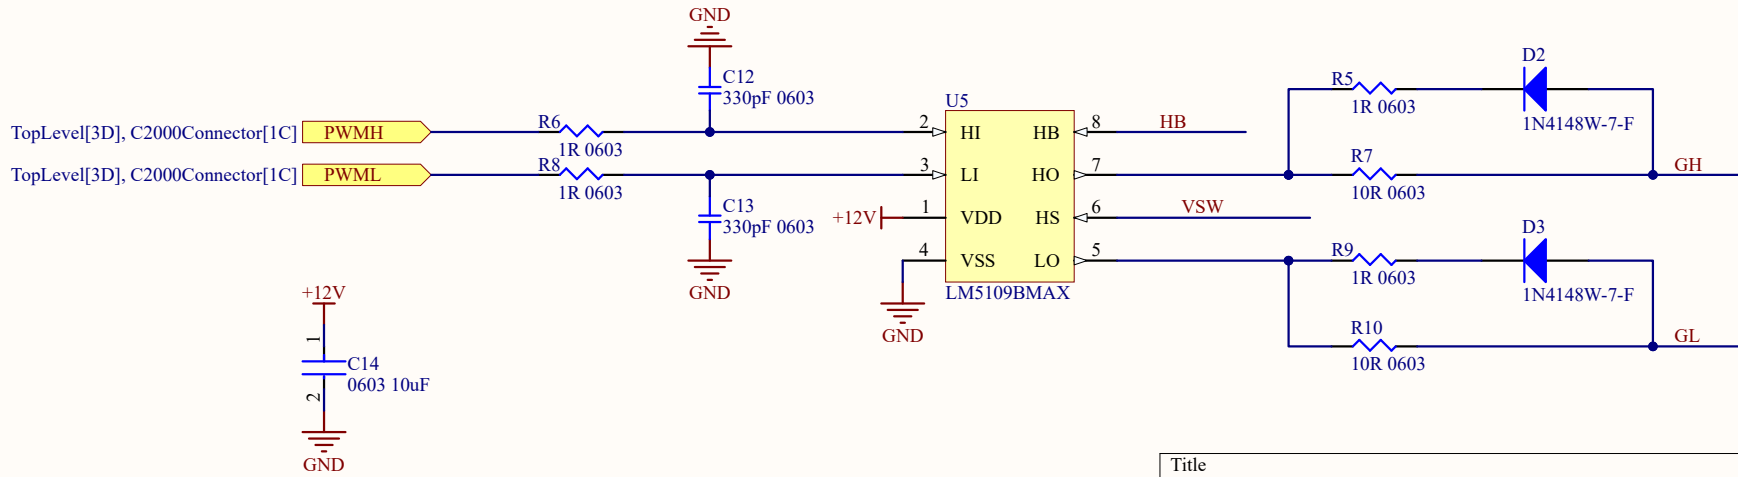 GND
C12
330pF 0603
TopLevel[3D], C2000Connector[1C] PWMH
R6
1R 0603
TopLevel[3D], C2000Connector[1C] PWML
R8
1R 0603
C13
330pF 0603
GND
+12V
1
C14
0603 10uF
2
GND
U5
2 HI HB 8 HB
3 LI HO 7
+12V 1 VDD HS 6 VSW
4 VSS LO 5
LM5109BMAX
GND
R5
1R 0603
D2
1N4148W-7-F
R7
10R 0603
GH
R9
1R 0603
D3
1N4148W-7-F
R10
10R 0603
GL
Title